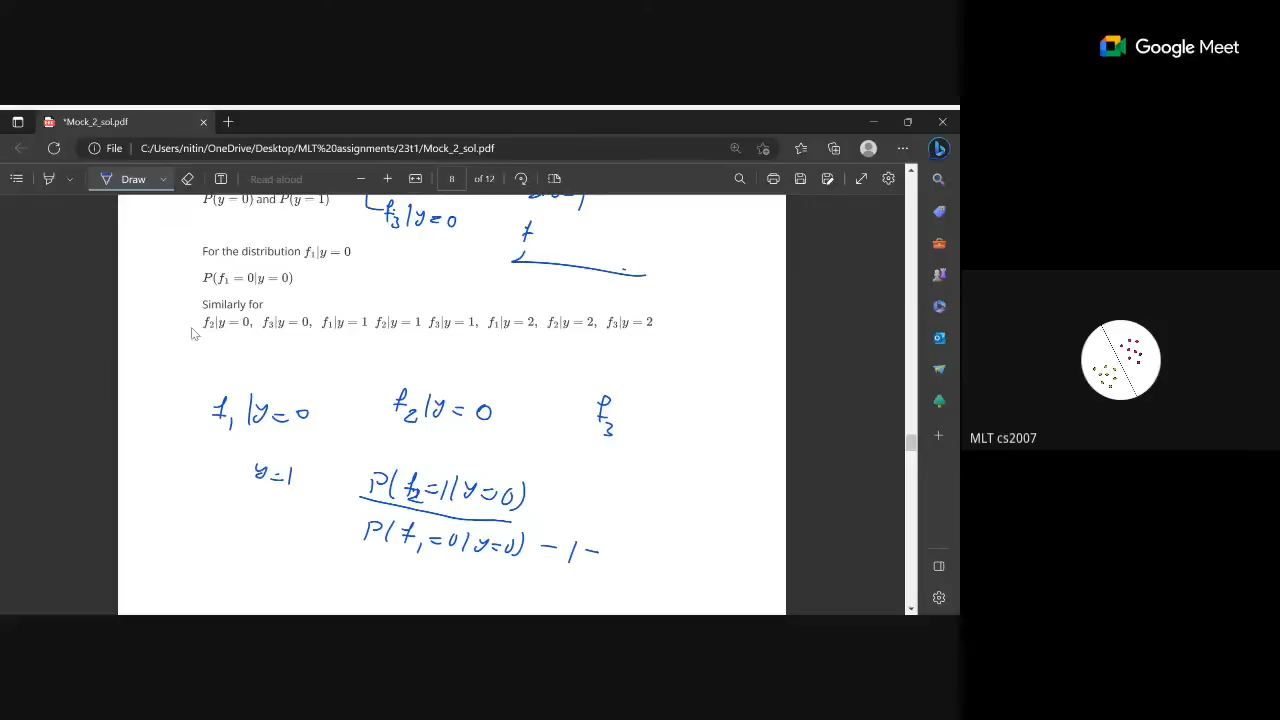 Google Meet
*Mock_2_sol.pdf
File C:/Users/nitin/OneDrive/Desktop/MLT%20assignments/23t1/Mock_2_sol.pdf
Draw Read aloud 8 of 12
P(y = 0) and P(y = 1)
f₃|y=0
f
For the distribution f₁|y = 0
P(f₁ = 0|y = 0)
Similarly for
f₂|y = 0, f₃|y = 0, f₁|y = 1 f₂|y = 1 f₃|y = 1, f₁|y = 2, f₂|y = 2, f₃|y = 2
f₁|y=0 f₂|y=0 f₃
y=1
P(f₂=1|y=0)
P(f₁=0|y=0) - 1 -
MLT cs2007